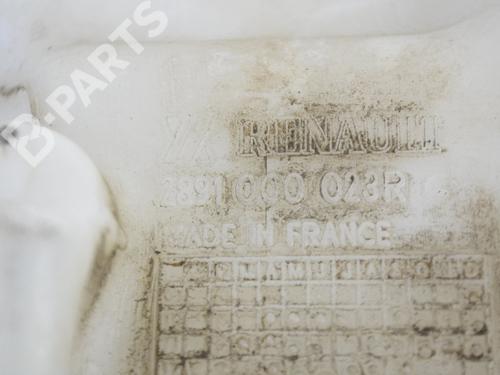 B-PARTS
RENAULT
2891 000 023R
MADE IN FRANCE
J F M A M J J A S O N D